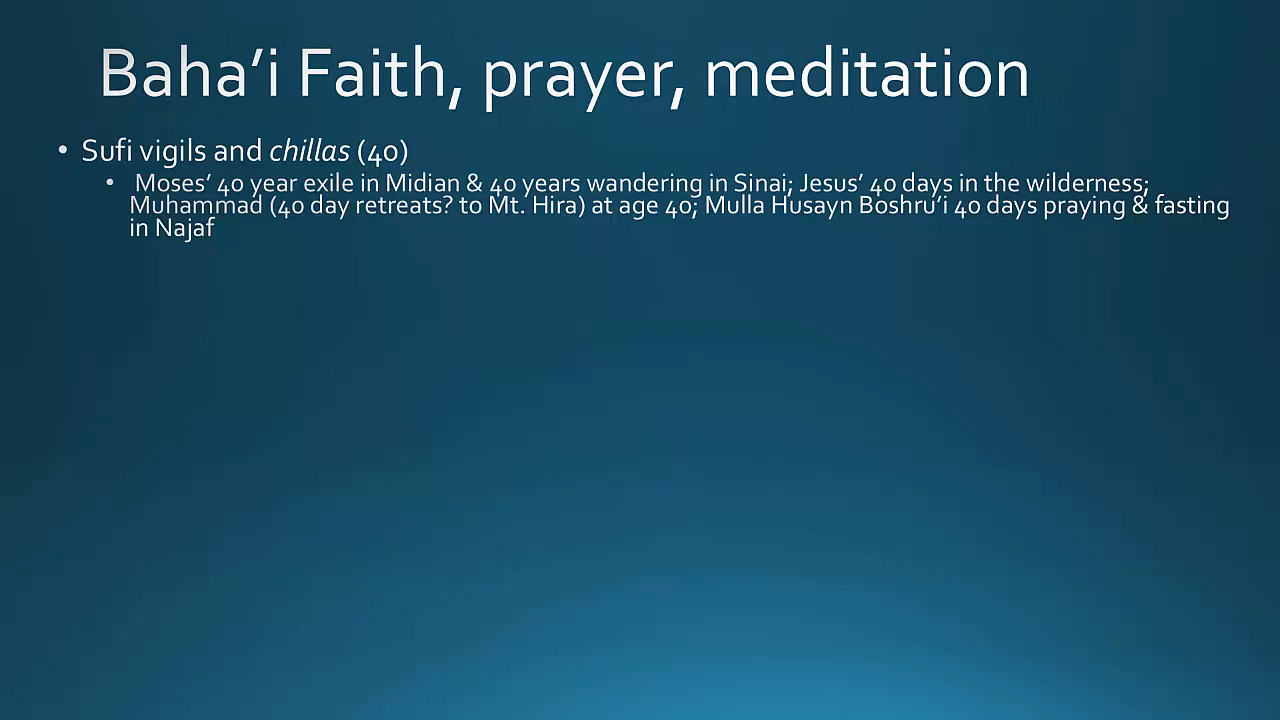 Baha’i Faith, prayer, meditation
• Sufi vigils and chillas (40)
• Moses’ 40 year exile in Midian & 40 years wandering in Sinai; Jesus’ 40 days in the wilderness;
Muhammad (40 day retreats? to Mt. Hira) at age 40; Mulla Husayn Boshru’i 40 days praying & fasting
in Najaf